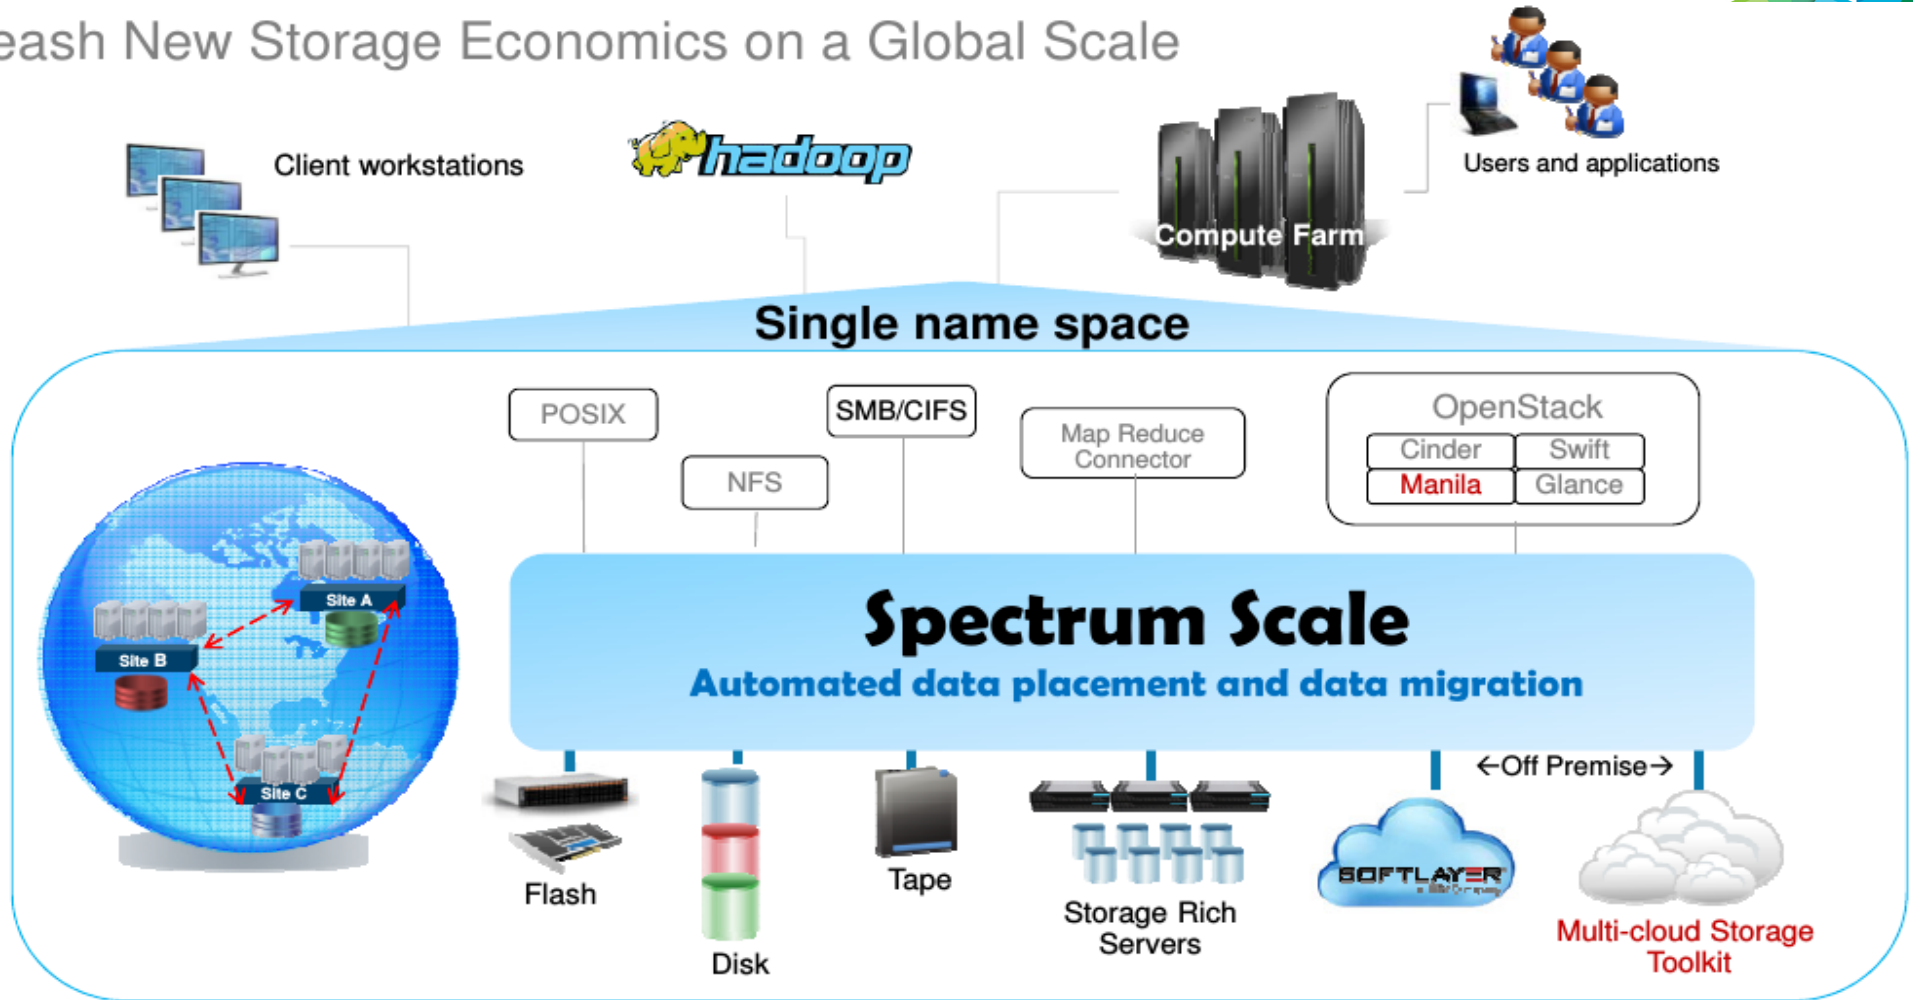 eash New Storage Economics on a Global Scale
Client workstations
hadoop
Compute Farm
Users and applications
Single name space
POSIX
NFS
SMB/CIFS
Map Reduce
Connector
OpenStack
Cinder
Swift
Manila
Glance
Site A
Site B
Site C
Spectrum Scale
Automated data placement and data migration
←Off Premise→
Flash
Disk
Tape
Storage Rich
Servers
SOFTLAYER
Multi-cloud Storage
Toolkit